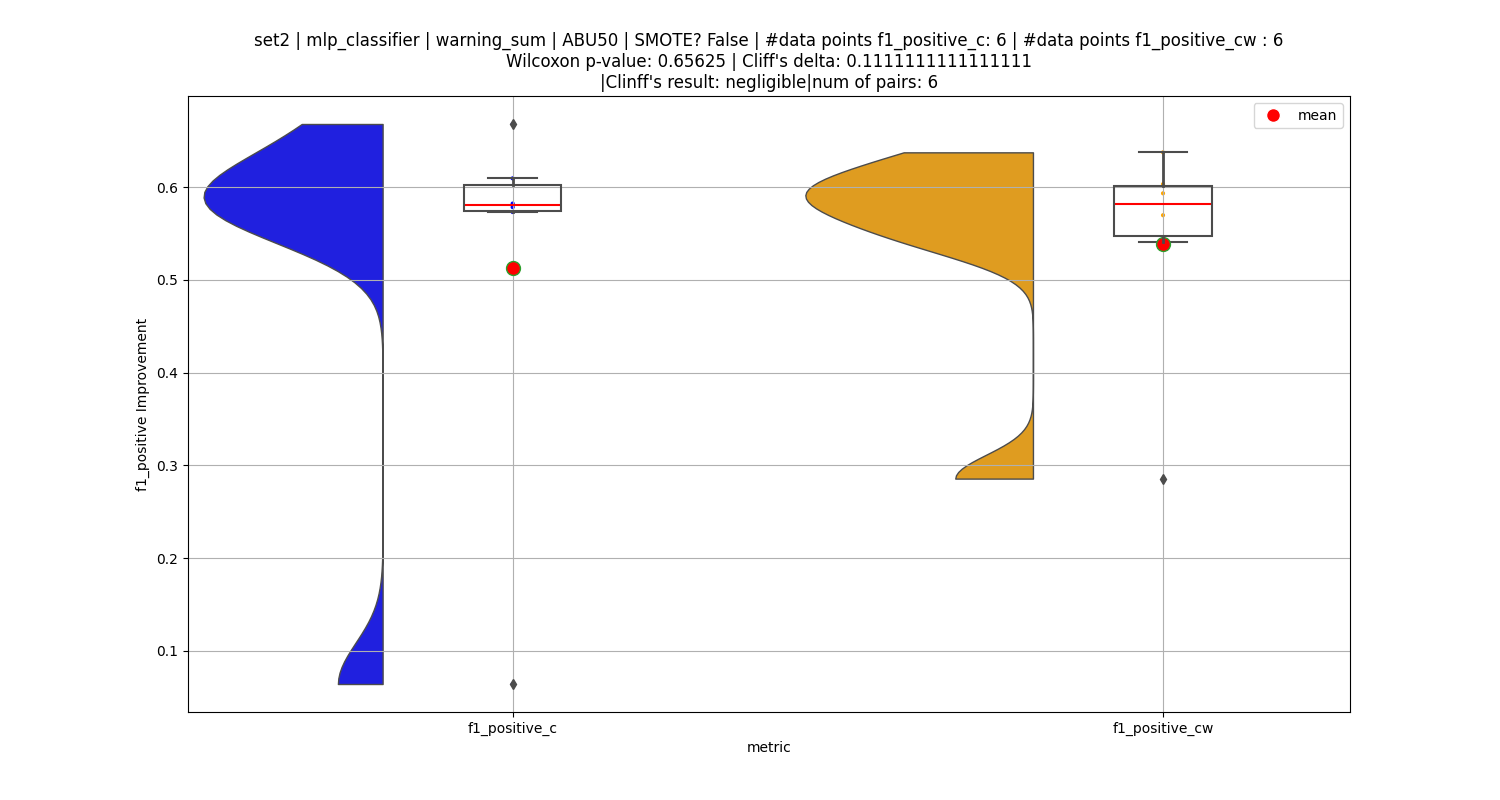 set2 | mlp_classifier | warning_sum | ABU50 | SMOTE? False | #data points f1_positive_c: 6 | #data points f1_positive_cw : 6
Wilcoxon p-value: 0.65625 | Cliff's delta: 0.1111111111111111
|Clinff's result: negligible|num of pairs: 6
mean
0.6
0.5
0.4
0.3
0.2
0.1
f1_positive Improvement
f1_positive_c
f1_positive_cw
metric